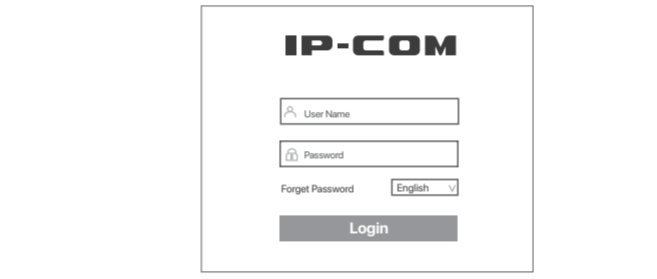 IP-COM
User Name
Password
Forget Password English
Login